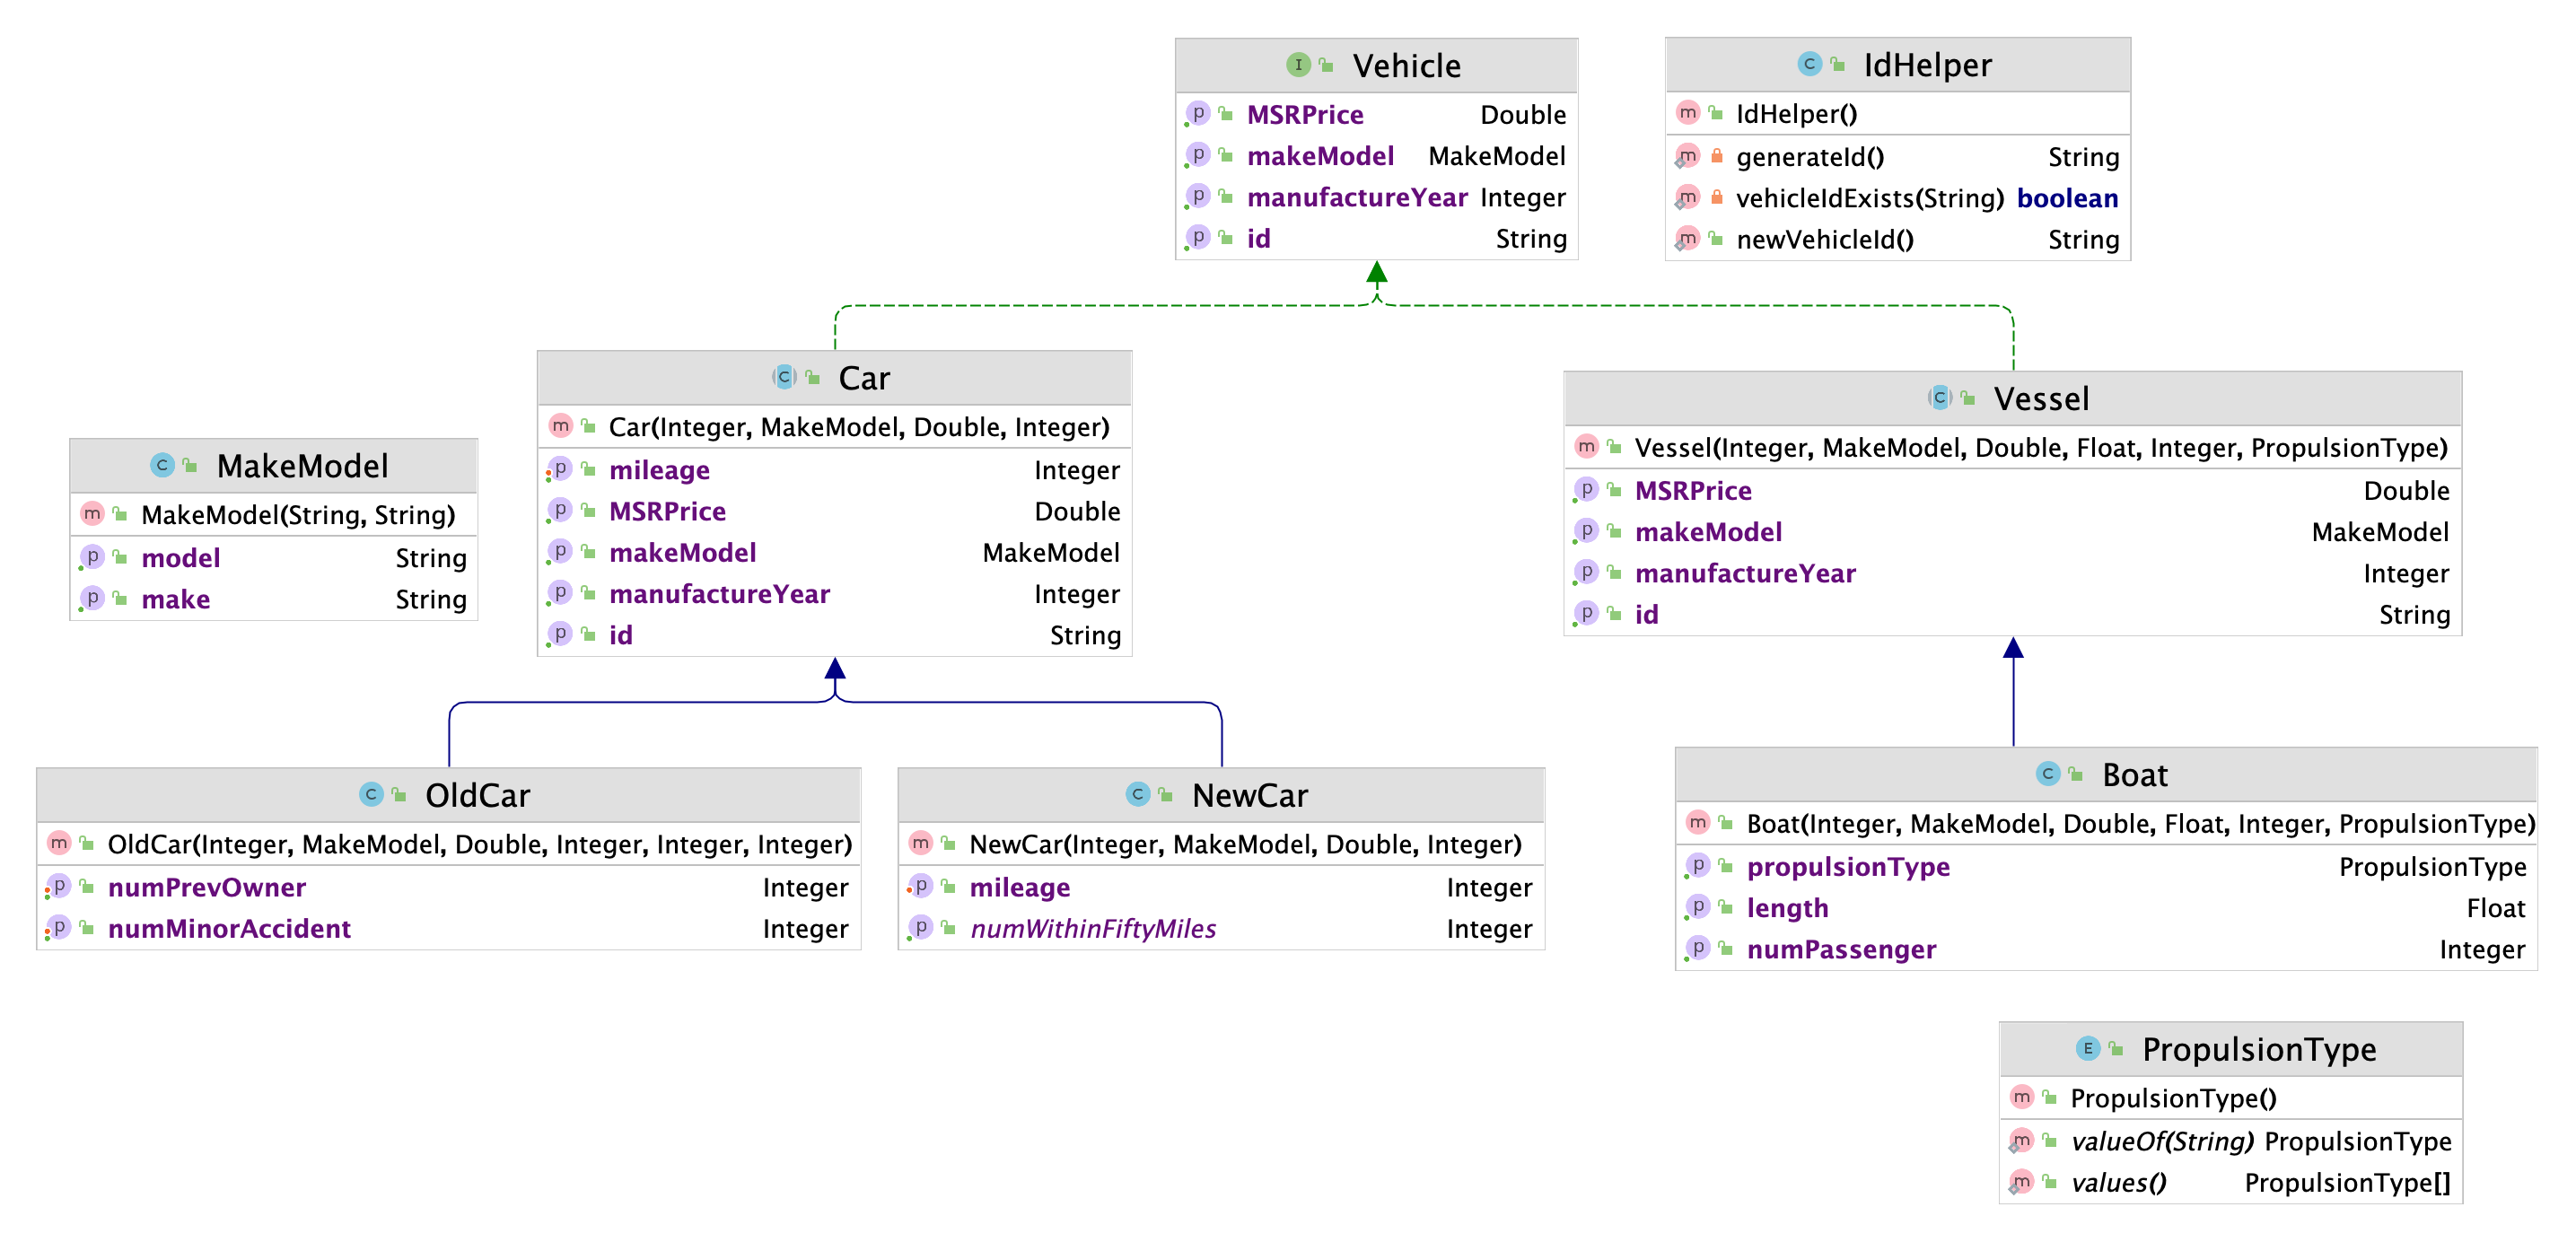 I Vehicle
p MSRPrice Double
p makeModel MakeModel
p manufactureYear Integer
p id String
C IdHelper
m IdHelper()
m generateId() String
m vehicleIdExists(String) boolean
m newVehicleId() String
C Car
m Car(Integer, MakeModel, Double, Integer)
p mileage Integer
p MSRPrice Double
p makeModel MakeModel
p manufactureYear Integer
p id String
C Vessel
m Vessel(Integer, MakeModel, Double, Float, Integer, PropulsionType)
p MSRPrice Double
p makeModel MakeModel
p manufactureYear Integer
p id String
C MakeModel
m MakeModel(String, String)
p model String
p make String
C OldCar
m OldCar(Integer, MakeModel, Double, Integer, Integer, Integer)
p numPrevOwner Integer
p numMinorAccident Integer
C NewCar
m NewCar(Integer, MakeModel, Double, Integer)
p mileage Integer
p numWithinFiftyMiles Integer
C Boat
m Boat(Integer, MakeModel, Double, Float, Integer, PropulsionType)
p propulsionType PropulsionType
p length Float
p numPassenger Integer
E PropulsionType
m PropulsionType()
m valueOf(String) PropulsionType
m values() PropulsionType[]